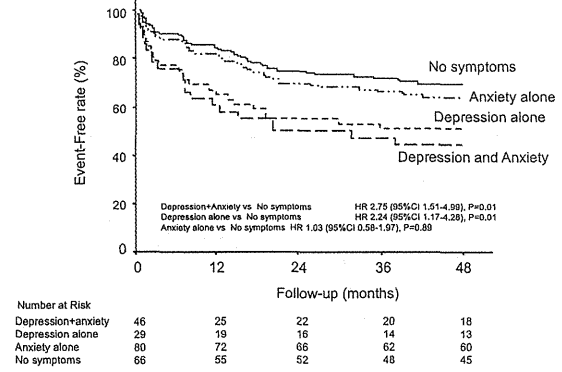 100
80
60
40
20
0
Event-Free rate (%)
No symptoms
Anxiety alone
Depression alone
Depression and Anxiety
Depression+Anxiety vs No symptoms HR 2.75 (95%CI 1.51-4.99), P=0.01
Depression alone vs No symptoms HR 2.24 (95%CI 1.17-4.28), P=0.01
Anxiety alone vs No symptoms HR 1.03 (95%CI 0.58-1.97), P=0.89
0 12 24 36 48
Follow-up (months)
Number at Risk
Depression+anxiety 46 25 22 20 18
Depression alone 29 19 16 14 13
Anxiety alone 80 72 66 62 60
No symptoms 66 55 52 48 45